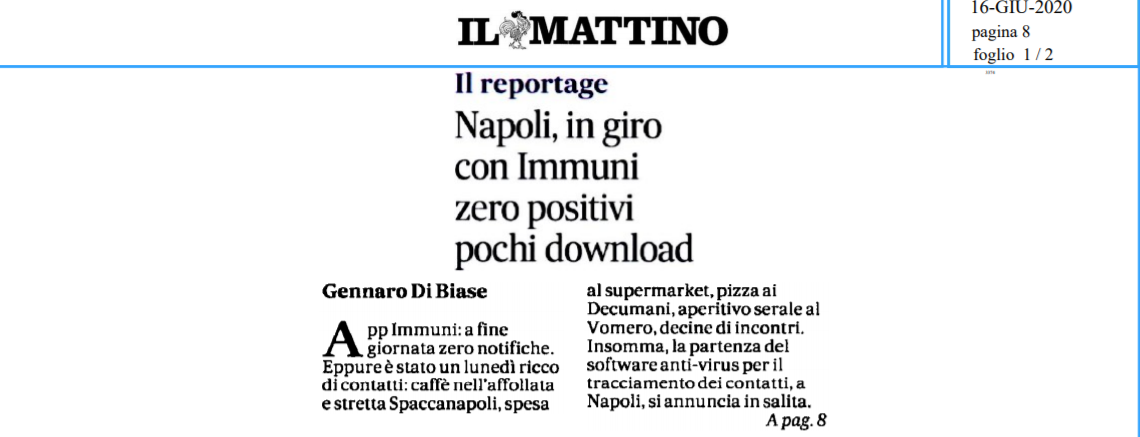 IL MATTINO
16-GIU-2020
pagina 8
foglio 1 / 2
Il reportage
Napoli, in giro
con Immuni
zero positivi
pochi download
Gennaro Di Biase
App Immuni: a fine
giornata zero notifiche.
Eppure è stato un lunedì ricco
di contatti: caffè nell'affollata
e stretta Spaccanapoli, spesa
al supermarket, pizza ai
Decumani, aperitivo serale al
Vomero, decine di incontri.
Insomma, la partenza del
software anti-virus per il
tracciamento dei contatti, a
Napoli, si annuncia in salita.
A pag. 8